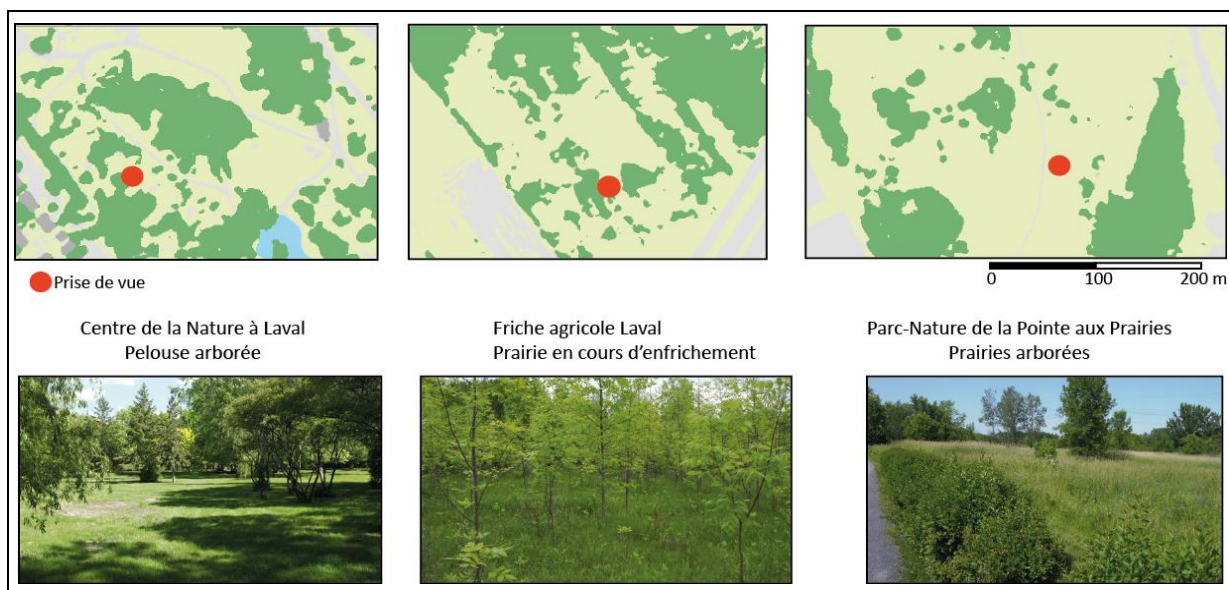 Prise de vue
0 100 200 m
Centre de la Nature à Laval
Pelouse arborée
Friche agricole Laval
Prairie en cours d'enfrichement
Parc-Nature de la Pointe aux Prairies
Prairies arborées